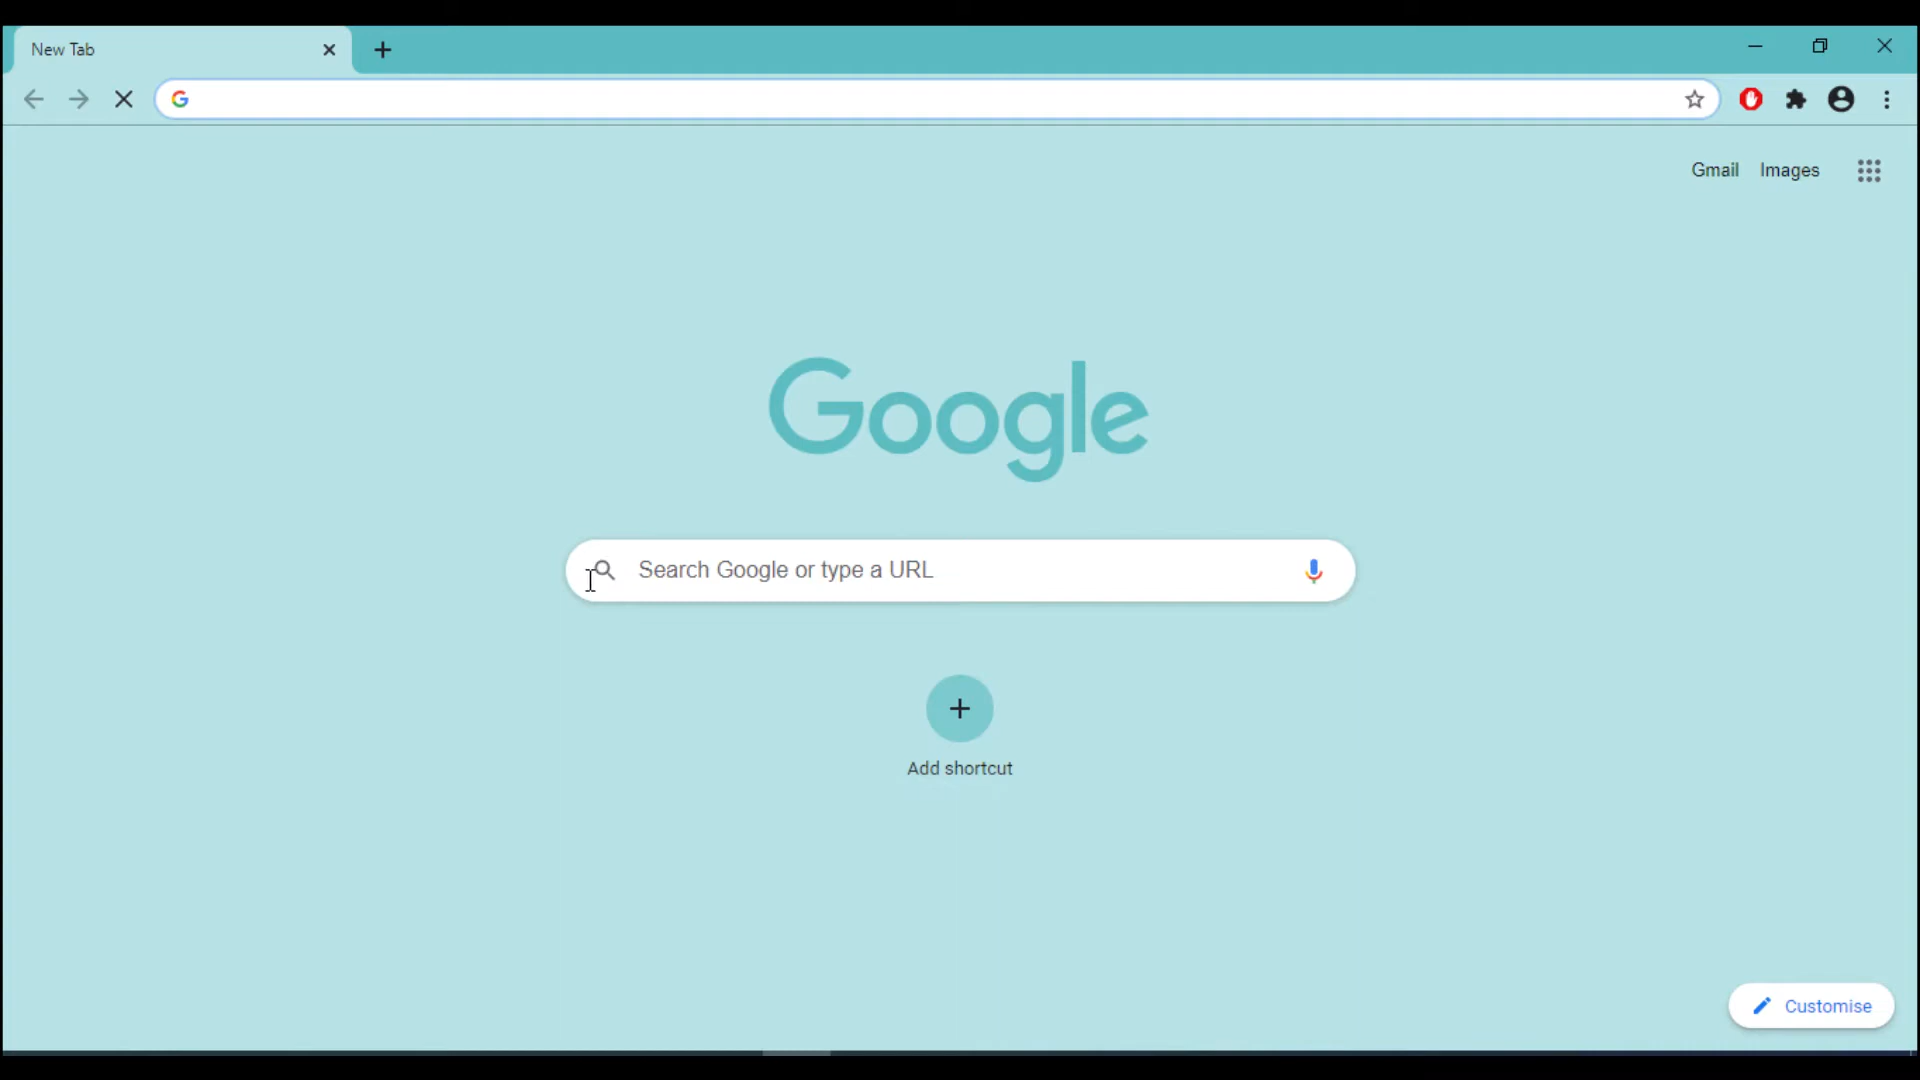 New Tab
Gmail Images
Google
Search Google or type a URL
Add shortcut
Customise